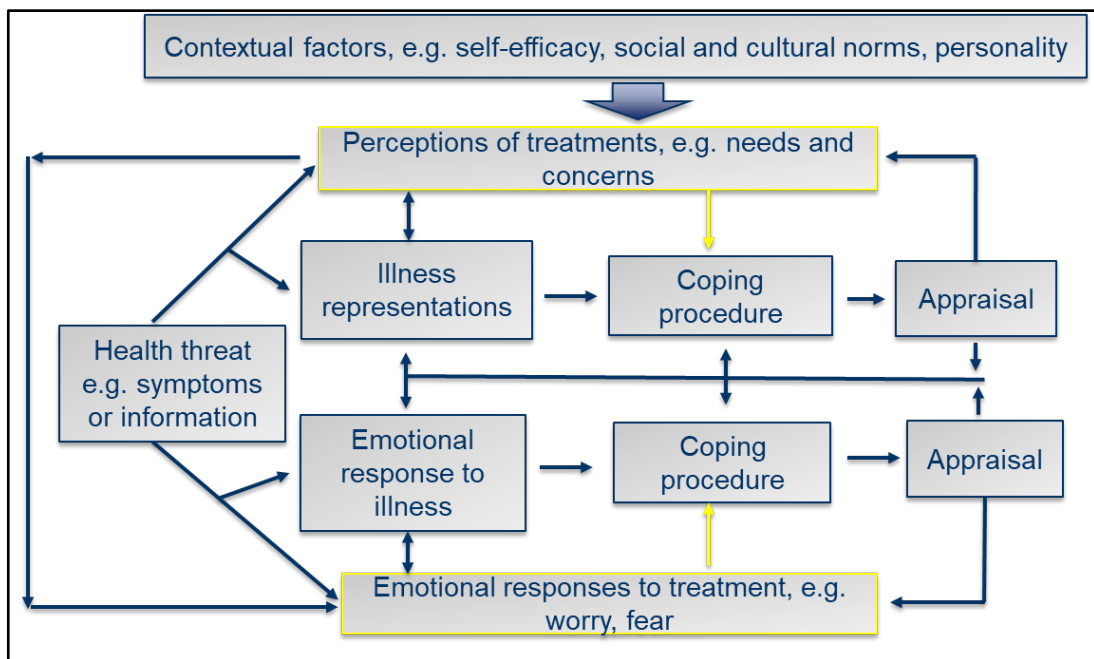 Contextual factors, e.g. self-efficacy, social and cultural norms, personality
Perceptions of treatments, e.g. needs and
concerns
Illness
representations
Coping
procedure
Appraisal
Health threat
e.g. symptoms
or information
Emotional
response to
illness
Coping
procedure
Appraisal
Emotional responses to treatment, e.g.
worry, fear